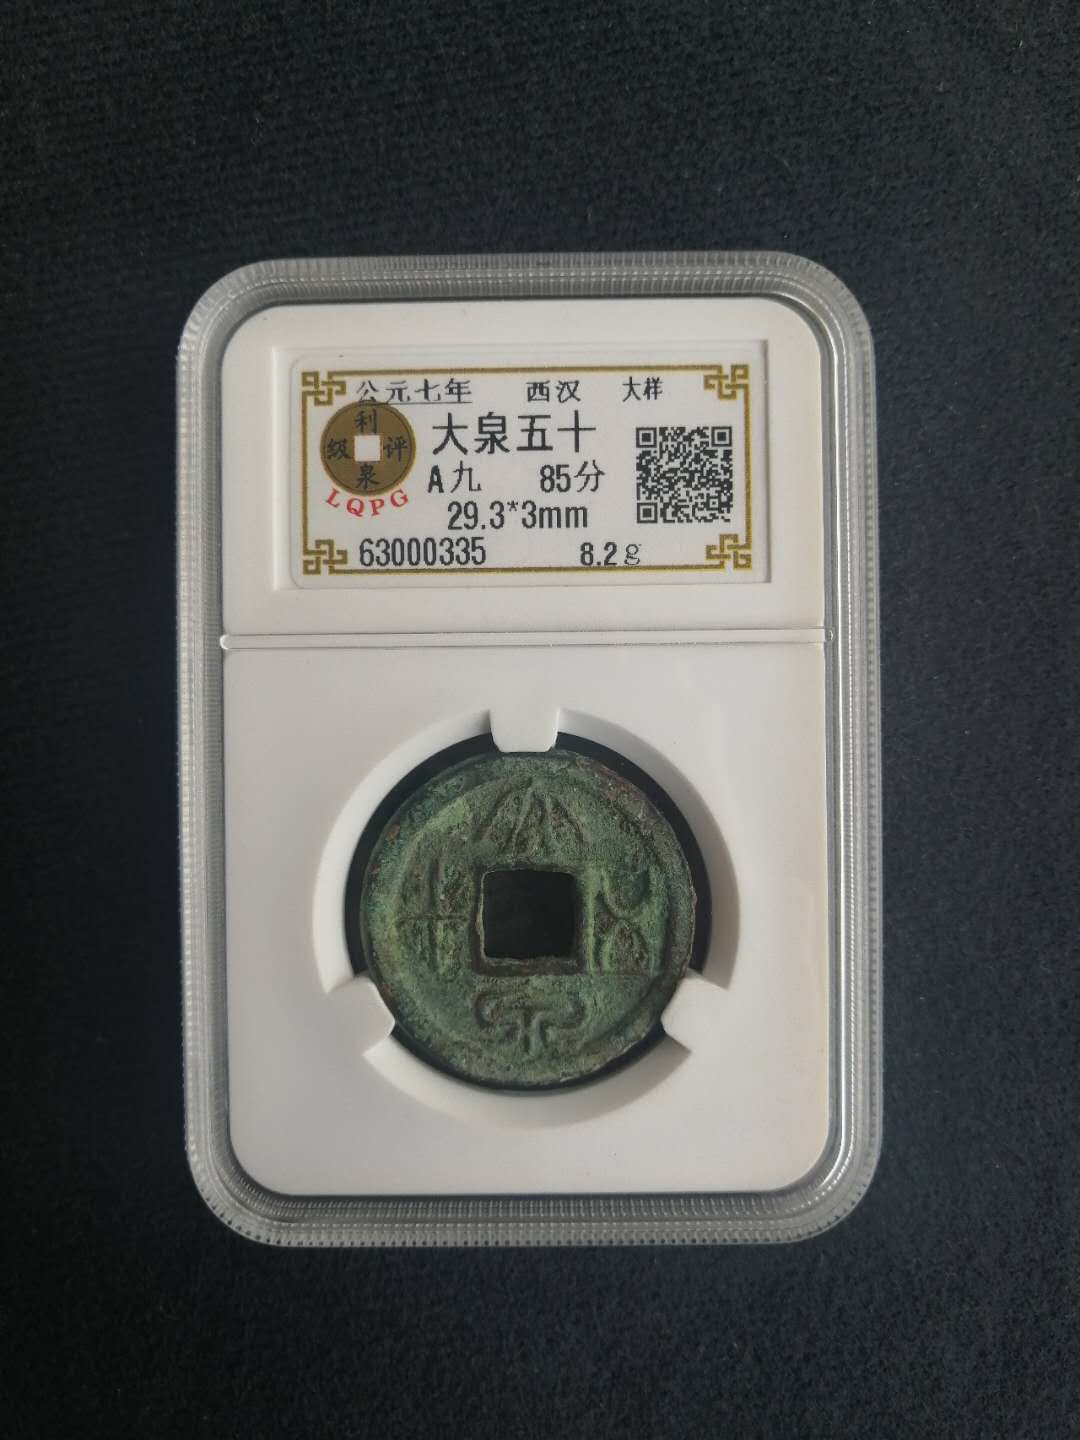 公元七年 西汉 大样
利泉评级 大泉五十
LQPG
A九 85分
29.3*3mm
63000335 8.2g
大泉五十